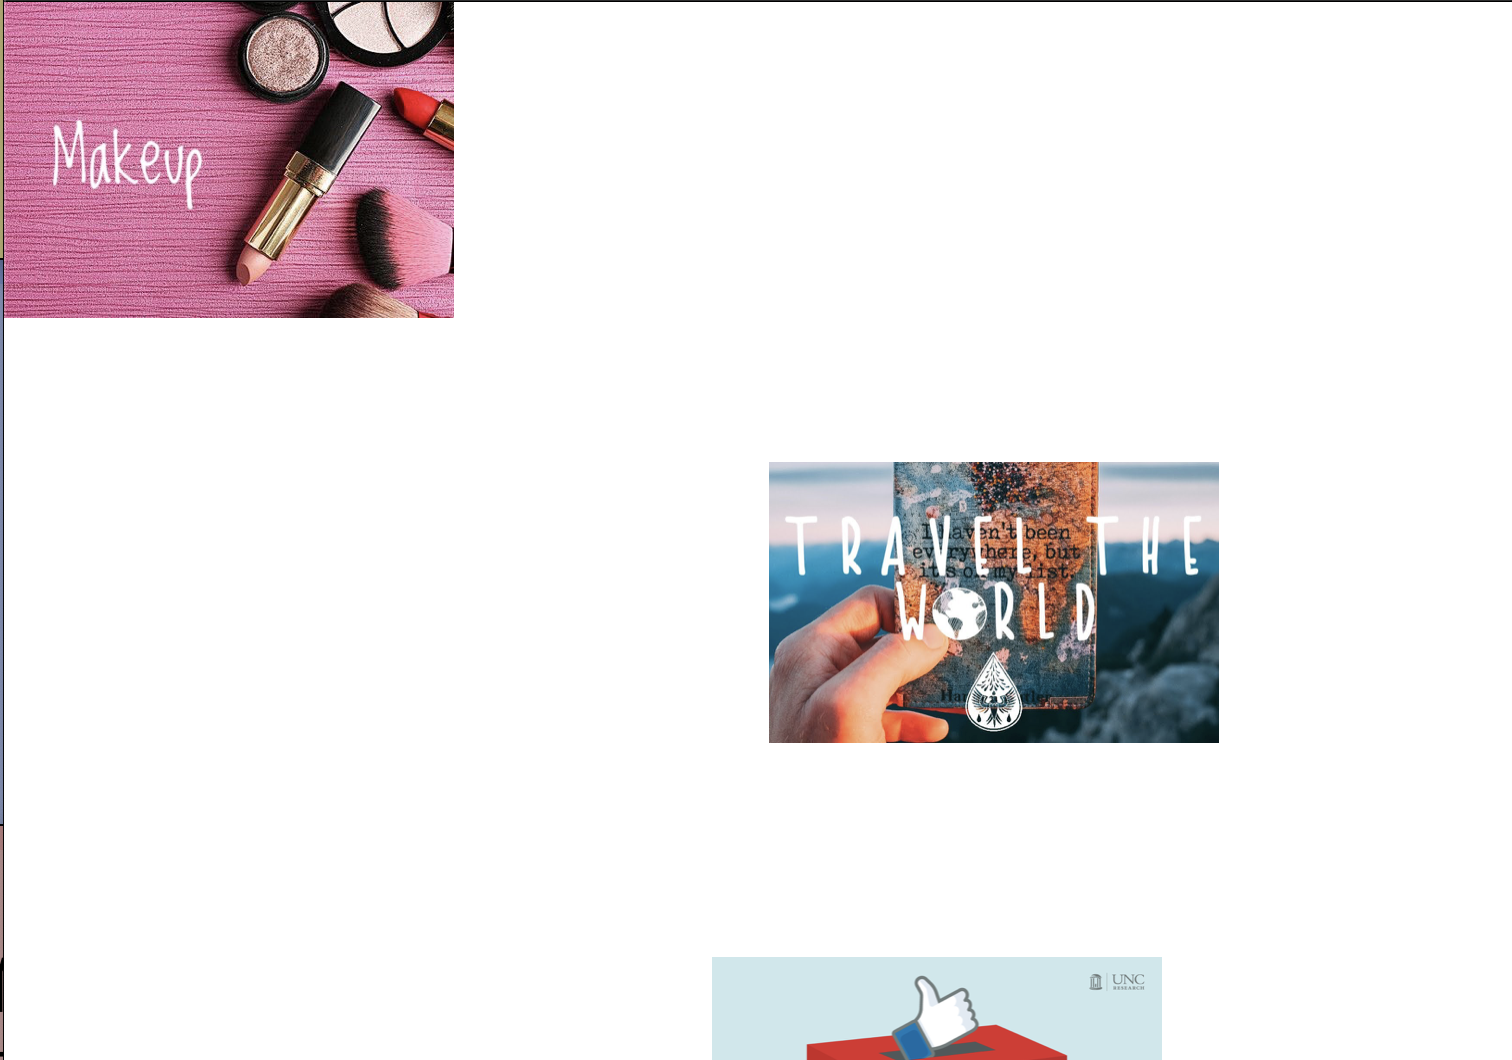 Makeup
TRAVEL THE
I haven't been
everywhere, but
it's on my list.
WORLD
UNC
RESEARCH